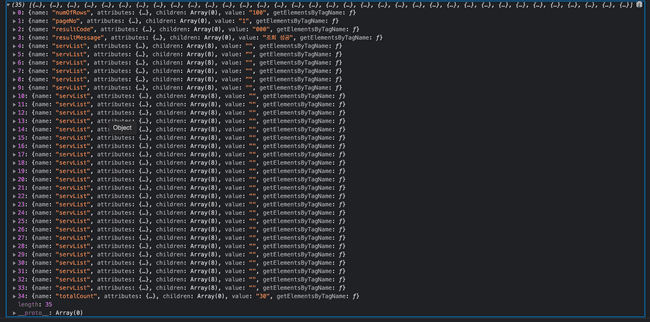 (35) [{…}, {…}, {…}, {…}, {…}, {…}, {…}, {…}, {…}, {…}, {…}, {…}, {…}, {…}, {…}, {…}, {…}, {…}, {…}, {…}, {…}, {…}, {…}, {…}, {…}, {…}, {…}, {…}, {…}, {…}, {…}, {…}, {…}, {…}, {…}]
0: {name: "numOfRows", attributes: {…}, children: Array(0), value: "100", getElementsByTagName: ƒ}
1: {name: "pageNo", attributes: {…}, children: Array(0), value: "1", getElementsByTagName: ƒ}
2: {name: "resultCode", attributes: {…}, children: Array(0), value: "000", getElementsByTagName: ƒ}
3: {name: "resultMessage", attributes: {…}, children: Array(0), value: "조회 성공", getElementsByTagName: ƒ}
4: {name: "servList", attributes: {…}, children: Array(8), value: "", getElementsByTagName: ƒ}
5: {name: "servList", attributes: {…}, children: Array(8), value: "", getElementsByTagName: ƒ}
6: {name: "servList", attributes: {…}, children: Array(8), value: "", getElementsByTagName: ƒ}
7: {name: "servList", attributes: {…}, children: Array(8), value: "", getElementsByTagName: ƒ}
8: {name: "servList", attributes: {…}, children: Array(8), value: "", getElementsByTagName: ƒ}
9: {name: "servList", attributes: {…}, children: Array(8), value: "", getElementsByTagName: ƒ}
10: {name: "servList", attributes: {…}, children: Array(8), value: "", getElementsByTagName: ƒ}
11: {name: "servList", attributes: {…}, children: Array(8), value: "", getElementsByTagName: ƒ}
12: {name: "servList", attributes: {…}, children: Array(8), value: "", getElementsByTagName: ƒ}
13: {name: "servList", attributes: {…}, children: Array(8), value: "", getElementsByTagName: ƒ}
Object
14: {name: "servList", attributes: {…}, children: Array(8), value: "", getElementsByTagName: ƒ}
15: {name: "servList", attributes: {…}, children: Array(8), value: "", getElementsByTagName: ƒ}
16: {name: "servList", attributes: {…}, children: Array(8), value: "", getElementsByTagName: ƒ}
17: {name: "servList", attributes: {…}, children: Array(8), value: "", getElementsByTagName: ƒ}
18: {name: "servList", attributes: {…}, children: Array(8), value: "", getElementsByTagName: ƒ}
19: {name: "servList", attributes: {…}, children: Array(8), value: "", getElementsByTagName: ƒ}
20: {name: "servList", attributes: {…}, children: Array(8), value: "", getElementsByTagName: ƒ}
21: {name: "servList", attributes: {…}, children: Array(8), value: "", getElementsByTagName: ƒ}
22: {name: "servList", attributes: {…}, children: Array(8), value: "", getElementsByTagName: ƒ}
23: {name: "servList", attributes: {…}, children: Array(8), value: "", getElementsByTagName: ƒ}
24: {name: "servList", attributes: {…}, children: Array(8), value: "", getElementsByTagName: ƒ}
25: {name: "servList", attributes: {…}, children: Array(8), value: "", getElementsByTagName: ƒ}
26: {name: "servList", attributes: {…}, children: Array(8), value: "", getElementsByTagName: ƒ}
27: {name: "servList", attributes: {…}, children: Array(8), value: "", getElementsByTagName: ƒ}
28: {name: "servList", attributes: {…}, children: Array(8), value: "", getElementsByTagName: ƒ}
29: {name: "servList", attributes: {…}, children: Array(8), value: "", getElementsByTagName: ƒ}
30: {name: "servList", attributes: {…}, children: Array(8), value: "", getElementsByTagName: ƒ}
31: {name: "servList", attributes: {…}, children: Array(8), value: "", getElementsByTagName: ƒ}
32: {name: "servList", attributes: {…}, children: Array(8), value: "", getElementsByTagName: ƒ}
33: {name: "servList", attributes: {…}, children: Array(8), value: "", getElementsByTagName: ƒ}
34: {name: "totalCount", attributes: {…}, children: Array(0), value: "30", getElementsByTagName: ƒ}
length: 35
__proto__: Array(0)